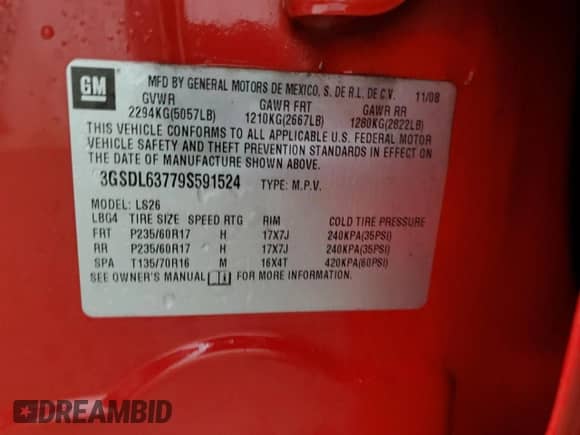 GM
MFD BY GENERAL MOTORS DE MEXICO, S. DE R.L. DE C.V. 11/08
GVWR GAWR FRT GAWR RR
2294KG(5057LB) 1210KG(2667LB) 1280KG(2822LB)
THIS VEHICLE CONFORMS TO ALL APPLICABLE U.S. FEDERAL MOTOR
VEHICLE SAFETY AND THEFT PREVENTION STANDARDS IN EFFECT ON
THE DATE OF MANUFACTURE SHOWN ABOVE.
3GSDL63779S591524 TYPE: M.P.V.
MODEL: LS26
LBG4 TIRE SIZE SPEED RTG RIM COLD TIRE PRESSURE
FRT P235/60R17 H 17X7J 240KPA(35PSI)
RR P235/60R17 H 17X7J 240KPA(35PSI)
SPA T135/70R16 M 16X4T 420KPA(60PSI)
SEE OWNER'S MANUAL FOR MORE INFORMATION.
DREAMBID